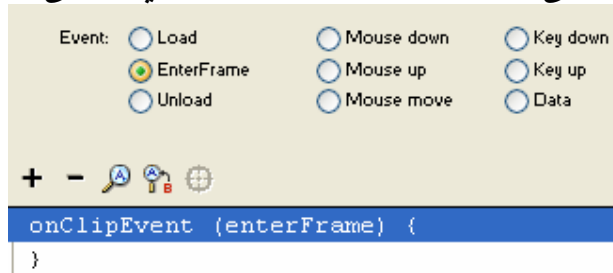 Event: Load Mouse down Key down
EnterFrame Mouse up Key up
Unload Mouse move Data
onClipEvent (enterFrame) {
}